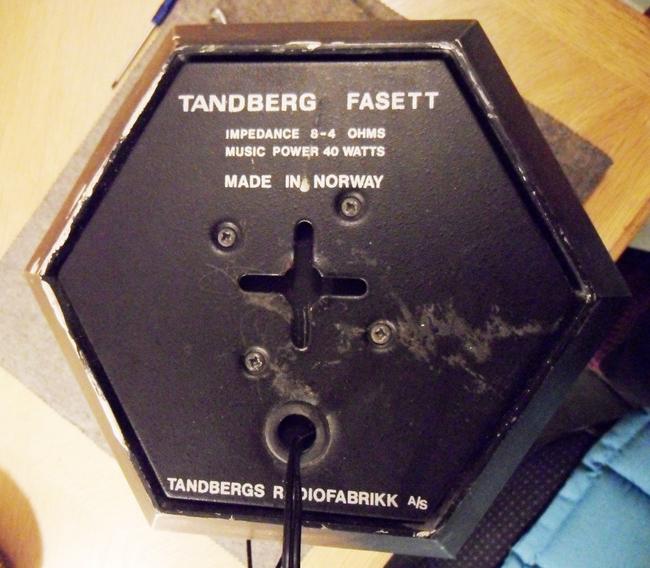 TANDBERG FASETT
IMPEDANCE 8-4 OHMS
MUSIC POWER 40 WATTS
MADE IN NORWAY
TANDBERGS RADIOFABRIKK A/S